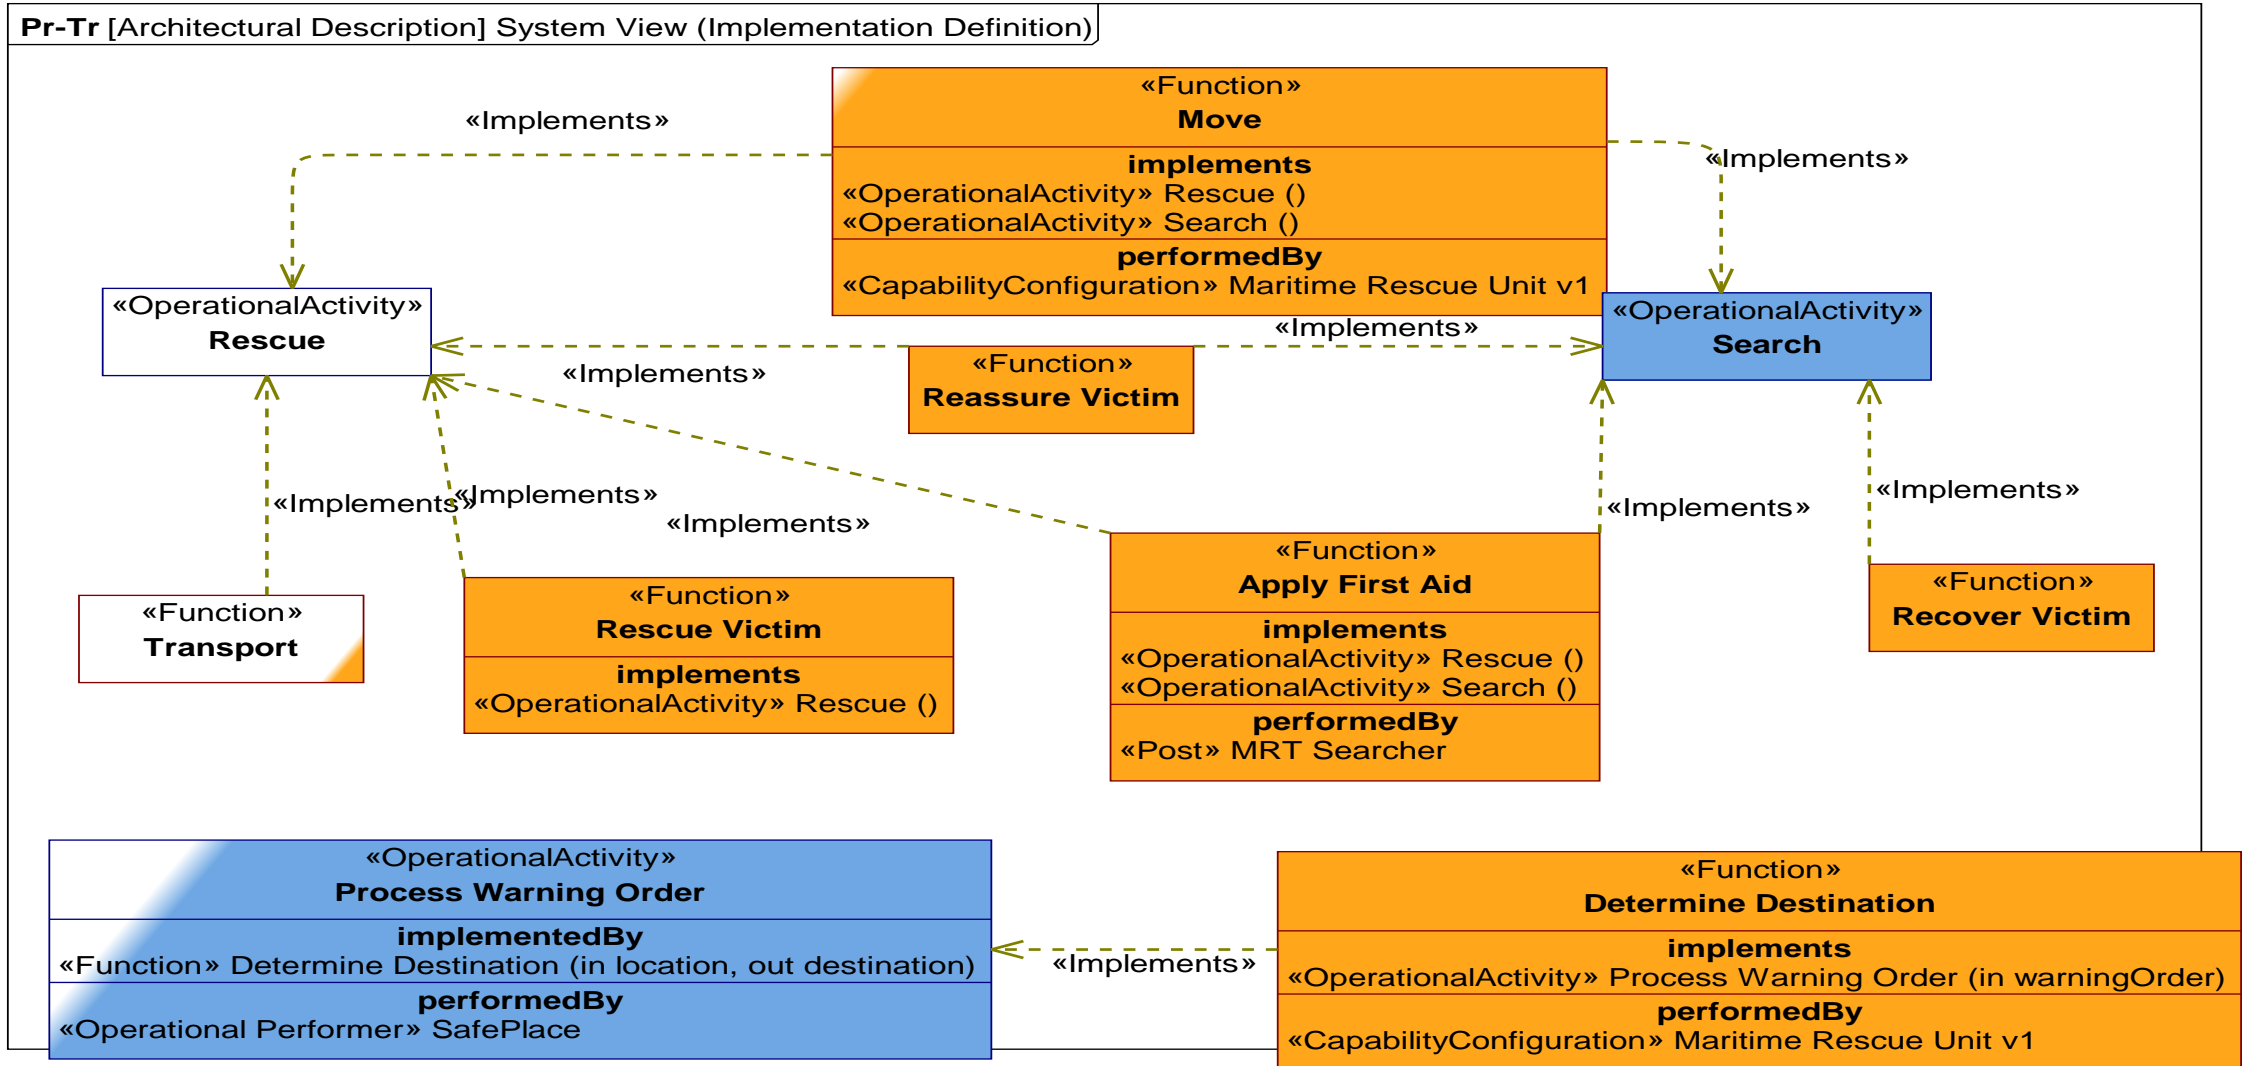 Pr-Tr [Architectural Description] System View (Implementation Definition)
«Function»
Move
implements
«OperationalActivity» Rescue ()
«OperationalActivity» Search ()
performedBy
«CapabilityConfiguration» Maritime Rescue Unit v1
«Implements»
«Implements»
«OperationalActivity»
Rescue
«OperationalActivity»
Search
«Implements»
«Implements»
«Function»
Reassure Victim
«Implements»
«Implements»
«Implements»
«Implements»
«Implements»
«Function»
Transport
«Function»
Rescue Victim
implements
«OperationalActivity» Rescue ()
«Function»
Apply First Aid
implements
«OperationalActivity» Rescue ()
«OperationalActivity» Search ()
performedBy
«Post» MRT Searcher
«Function»
Recover Victim
«OperationalActivity»
Process Warning Order
implementedBy
«Function» Determine Destination (in location, out destination)
performedBy
«Operational Performer» SafePlace
«Implements»
«Function»
Determine Destination
implements
«OperationalActivity» Process Warning Order (in warningOrder)
performedBy
«CapabilityConfiguration» Maritime Rescue Unit v1